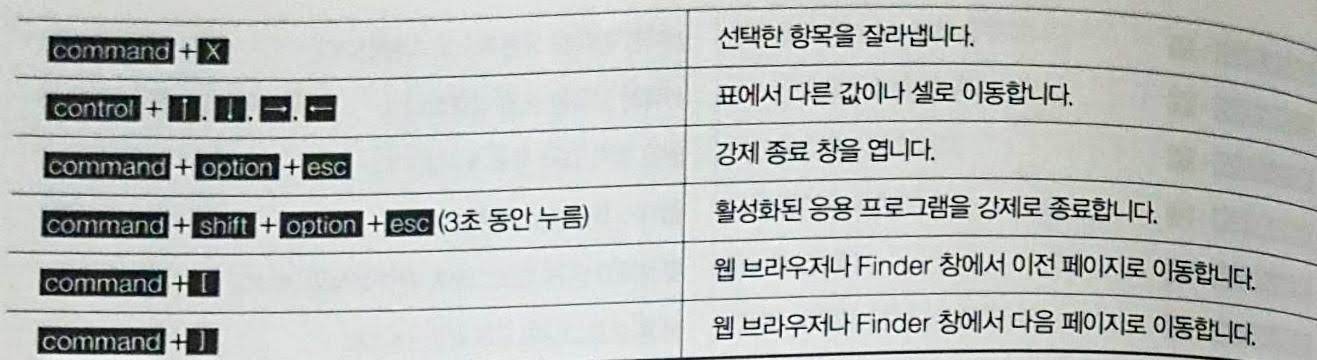 command + X 선택한 항목을 잘라냅니다.
control + ↑, ↓, →, ← 표에서 다른 값이나 셀로 이동합니다.
command + option + esc 강제 종료 창을 엽니다.
command + shift + option + esc (3초 동안 누름) 활성화된 응용 프로그램을 강제로 종료합니다.
command + [ 웹 브라우저나 Finder 창에서 이전 페이지로 이동합니다.
command + ] 웹 브라우저나 Finder 창에서 다음 페이지로 이동합니다.